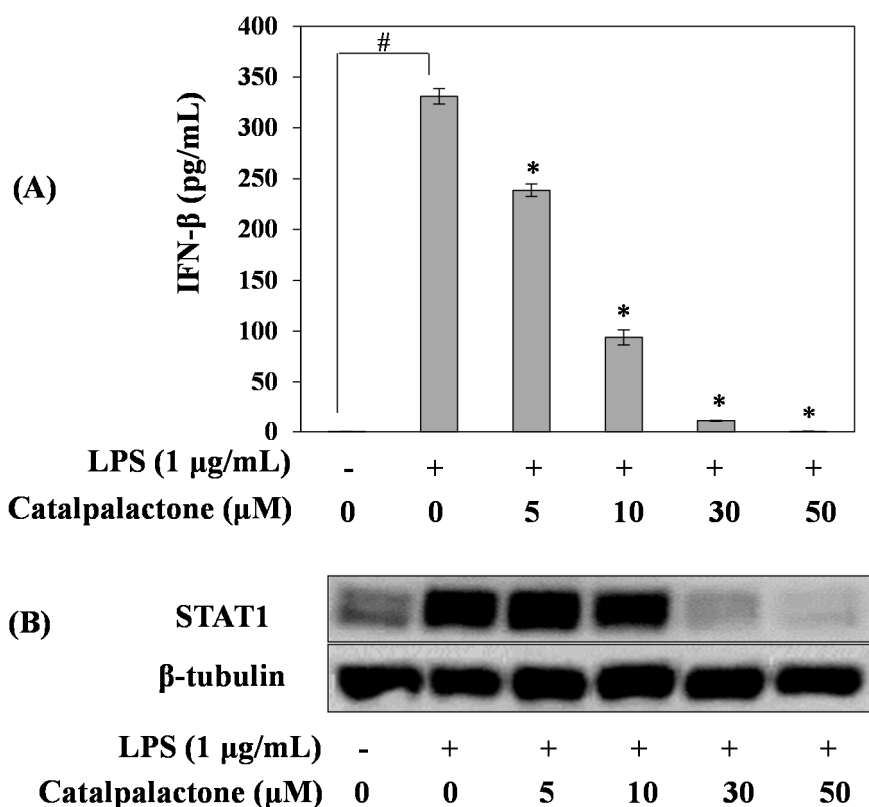 (A)
IFN-β (pg/mL)
400
350
300
250
200
150
100
50
0
#
*
*
*
*
LPS (1 μg/mL) - + + + + +
Catalpalactone (μM) 0 0 5 10 30 50
(B)
STAT1
β-tubulin
LPS (1 μg/mL) - + + + + +
Catalpalactone (μM) 0 0 5 10 30 50